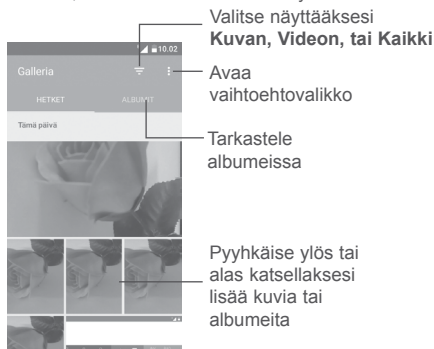 Valitse näyttääksesi
Kuvan, Videon, tai Kaikki
10.02
Galleria
Avaa
vaihtoehtovalikko
HETKET
ALBUMIT
Tämä päivä
Tarkastele
albumeissa
Pyyhkäise ylös tai
alas katsellaksesi
lisää kuvia tai
albumeita